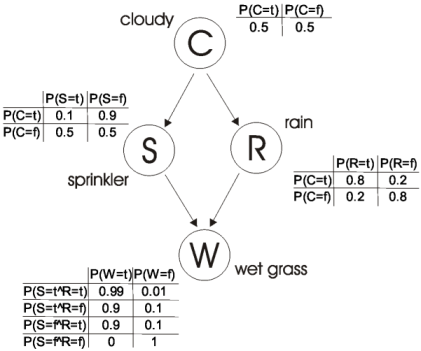 cloudy
P(C=t) P(C=f)
0.5 0.5
C
P(S=t) P(S=f)
P(C=t) 0.1 0.9
P(C=f) 0.5 0.5
S
sprinkler
rain
R
P(R=t) P(R=f)
P(C=t) 0.8 0.2
P(C=f) 0.2 0.8
W
wet grass
P(W=t) P(W=f)
P(S=t^R=t) 0.99 0.01
P(S=t^R=f) 0.9 0.1
P(S=f^R=t) 0.9 0.1
P(S=f^R=f) 0 1